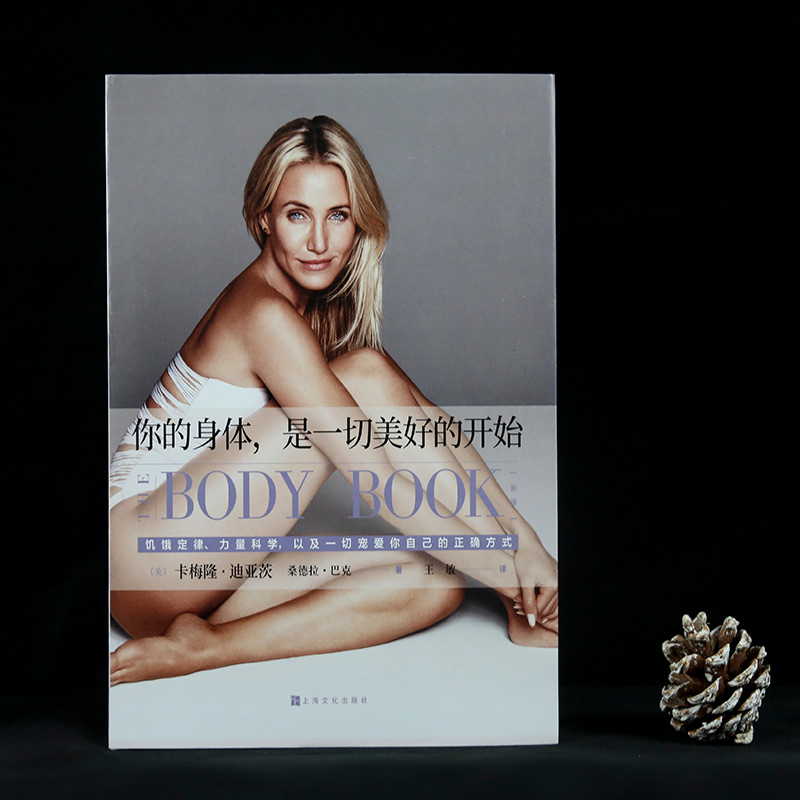 你的身体，是一切美好的开始
THE BODY BOOK
新版
饥饿定律、力量科学，以及一切宠爱你自己的正确方式
（美）卡梅隆·迪亚茨 桑德拉·巴克 著 王敏 译
上海文化出版社